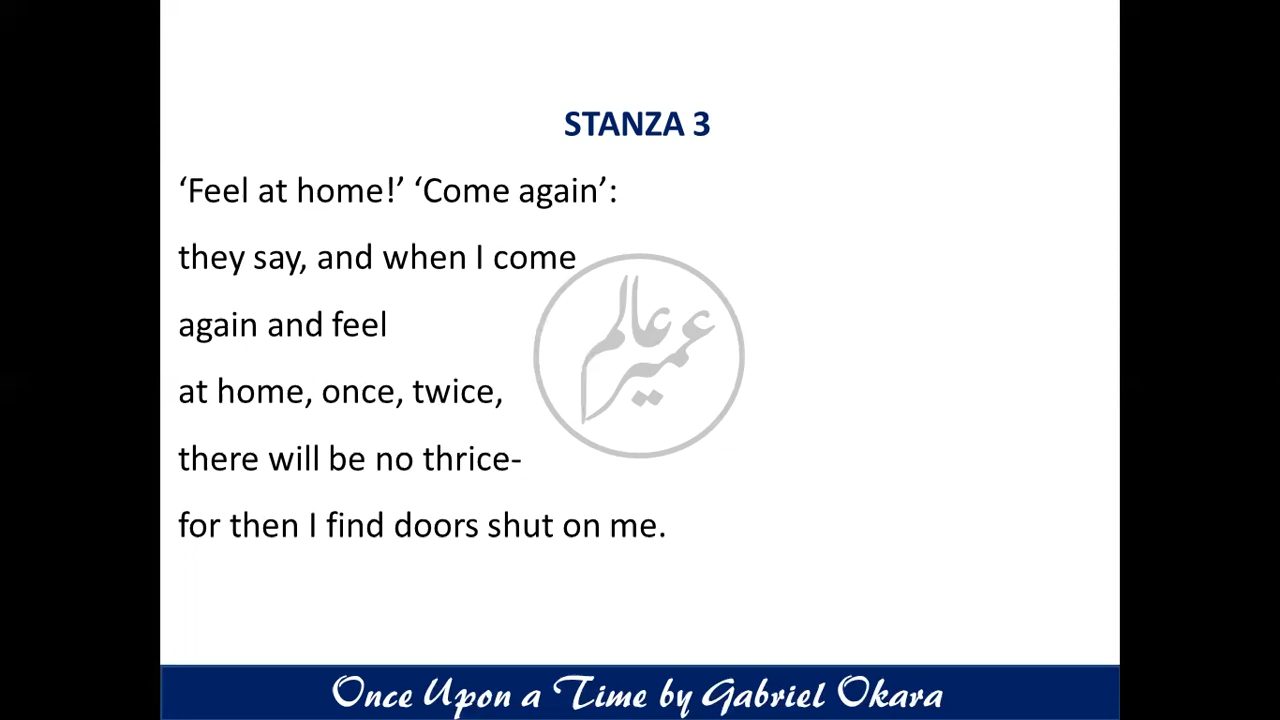 STANZA 3
‘Feel at home!’ ‘Come again’:
they say, and when I come
again and feel
at home, once, twice,
there will be no thrice-
for then I find doors shut on me.
عمیر عالم
Once Upon a Time by Gabriel Okara